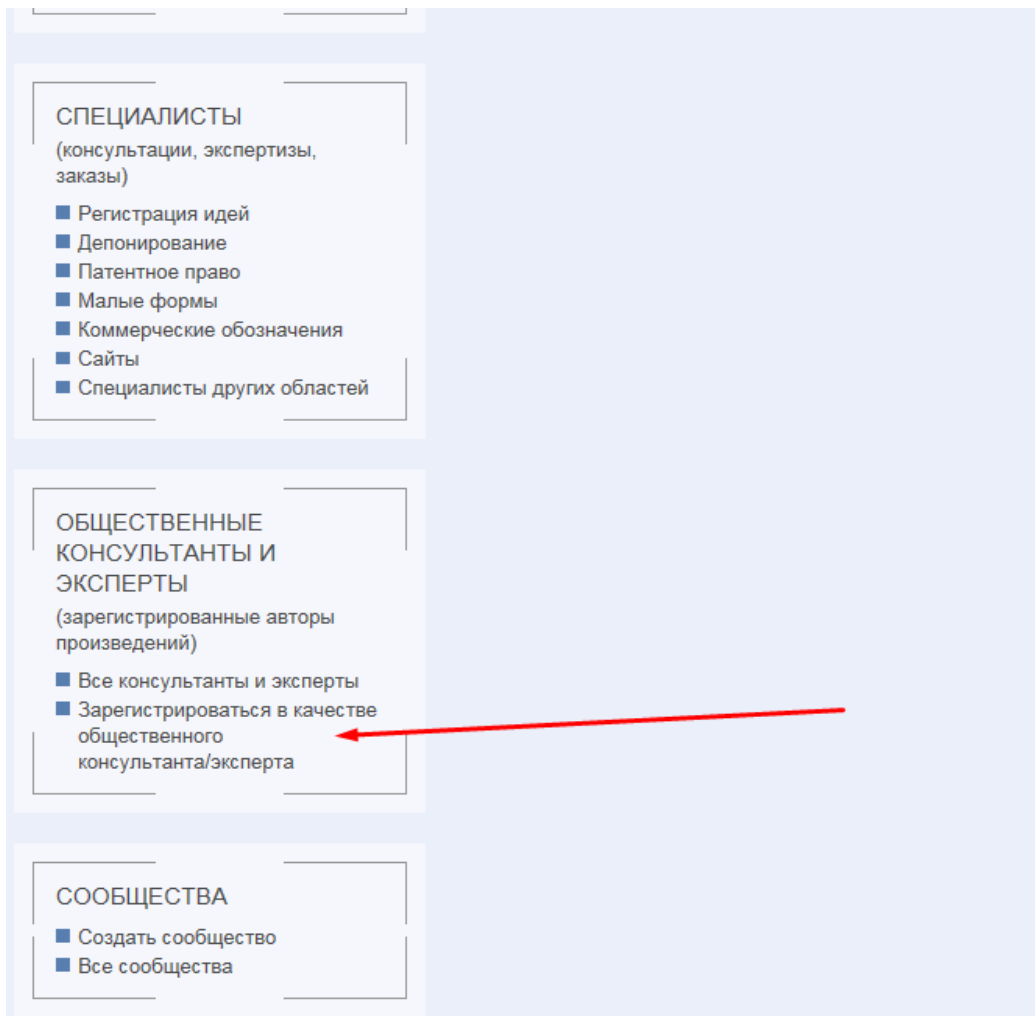 СПЕЦИАЛИСТЫ
(консультации, экспертизы,
заказы)
Регистрация идей
Депонирование
Патентное право
Малые формы
Коммерческие обозначения
Сайты
Специалисты других областей
ОБЩЕСТВЕННЫЕ
КОНСУЛЬТАНТЫ И
ЭКСПЕРТЫ
(зарегистрированные авторы
произведений)
Все консультанты и эксперты
Зарегистрироваться в качестве
общественного
консультанта/эксперта
СООБЩЕСТВА
Создать сообщество
Все сообщества